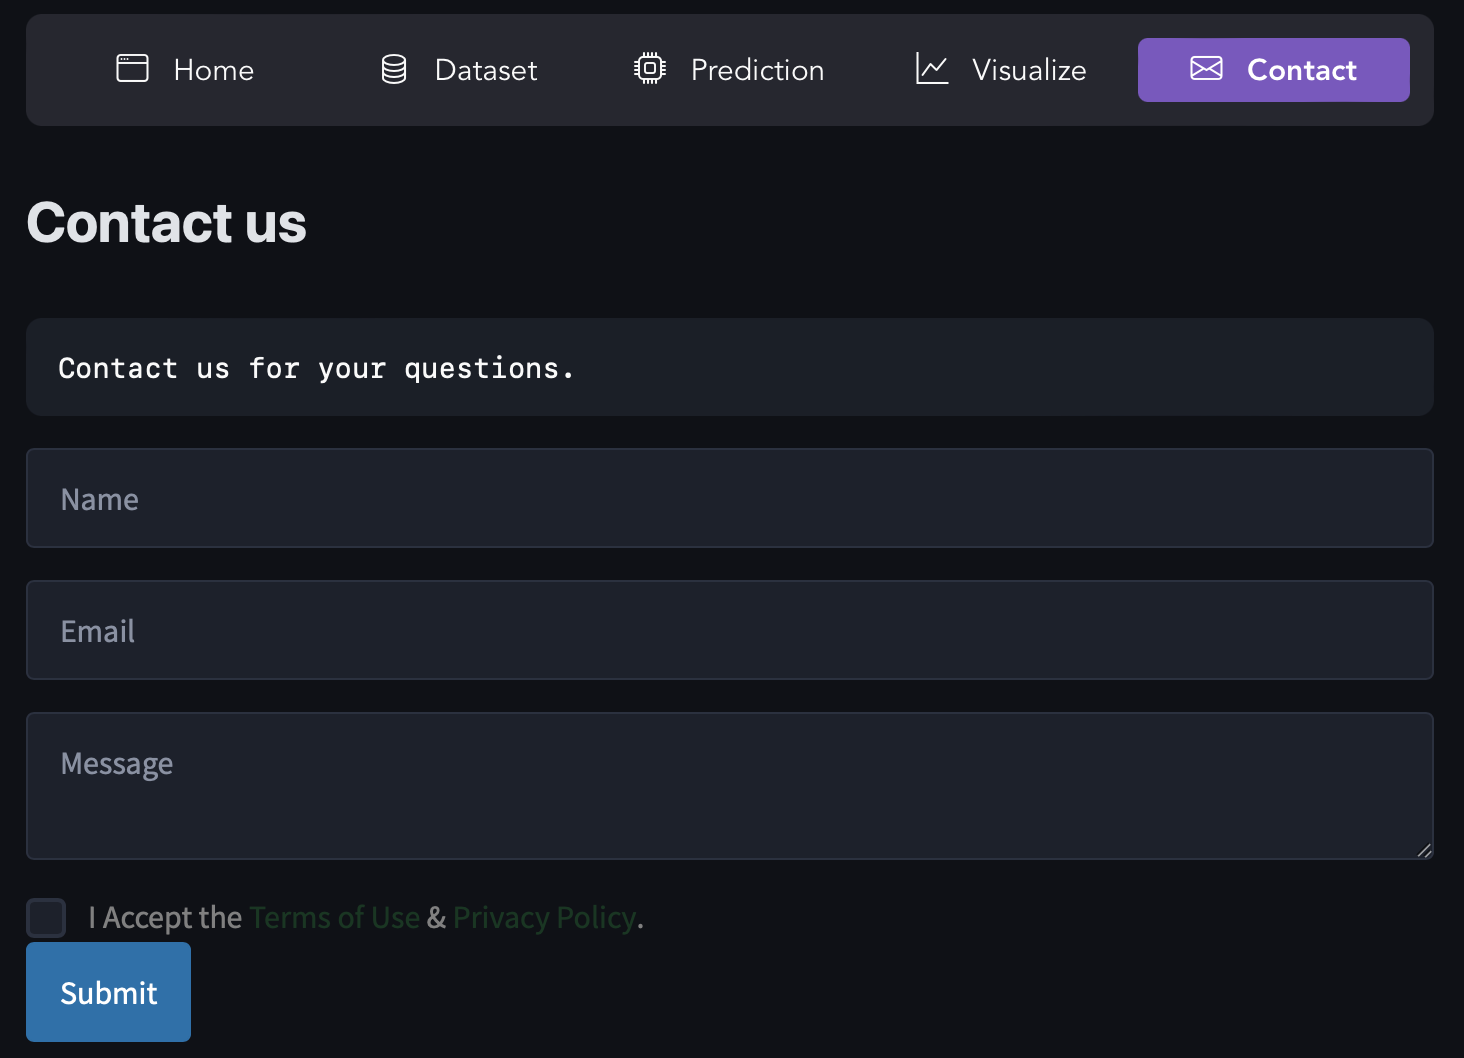 Home Dataset Prediction Visualize Contact
Contact us
Contact us for your questions.
Name
Email
Message
I Accept the Terms of Use & Privacy Policy.
Submit